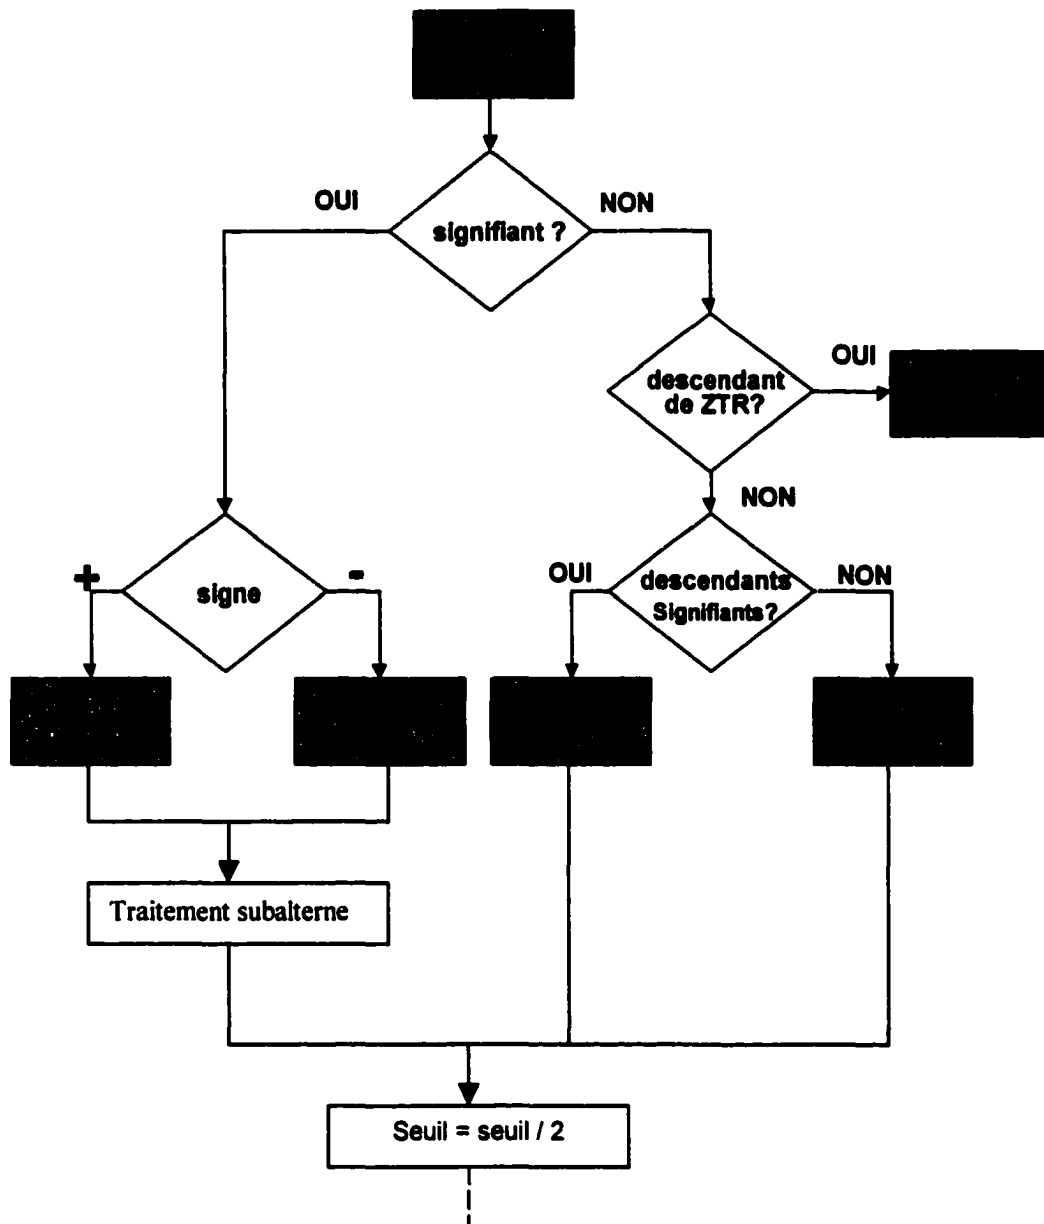 OUI
NON
signifiant ?
OUI
descendant
de ZTR?
NON
+
-
signe
OUI
descendants
Signifiants?
NON
Traitement subalterne
Seuil = seuil / 2